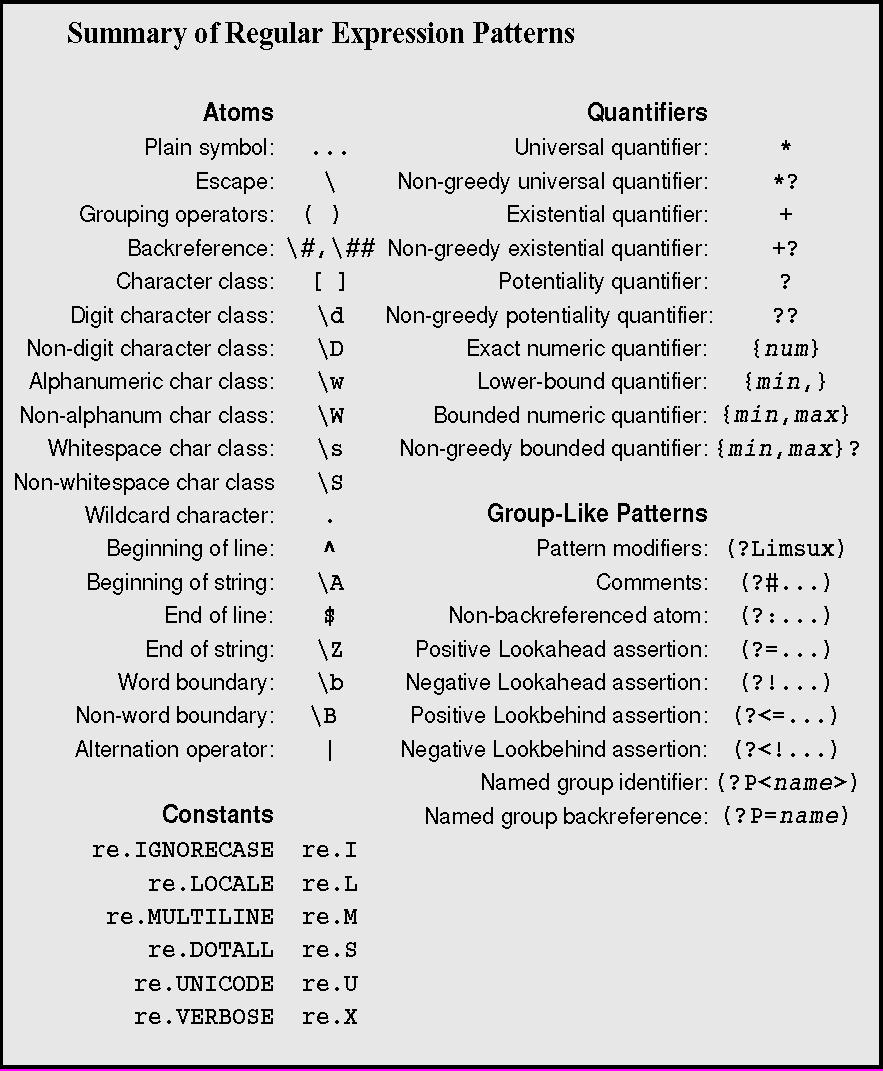 Summary of Regular Expression Patterns
Atoms
Plain symbol: ...
Escape: \
Grouping operators: ( )
Backreference: \#,\##
Character class: [ ]
Digit character class: \d
Non-digit character class: \D
Alphanumeric char class: \w
Non-alphanum char class: \W
Whitespace char class: \s
Non-whitespace char class \S
Wildcard character: .
Beginning of line: ^
Beginning of string: \A
End of line: $
End of string: \Z
Word boundary: \b
Non-word boundary: \B
Alternation operator: |
Constants
re.IGNORECASE re.I
re.LOCALE re.L
re.MULTILINE re.M
re.DOTALL re.S
re.UNICODE re.U
re.VERBOSE re.X
Quantifiers
Universal quantifier: *
Non-greedy universal quantifier: *?
Existential quantifier: +
Non-greedy existential quantifier: +?
Potentiality quantifier: ?
Non-greedy potentiality quantifier: ??
Exact numeric quantifier: {num}
Lower-bound quantifier: {min,}
Bounded numeric quantifier: {min,max}
Non-greedy bounded quantifier: {min,max}?
Group-Like Patterns
Pattern modifiers: (?Limsux)
Comments: (?#...)
Non-backreferenced atom: (?:...)
Positive Lookahead assertion: (?=...)
Negative Lookahead assertion: (?!...)
Positive Lookbehind assertion: (?<=...)
Negative Lookbehind assertion: (?<!...)
Named group identifier: (?P<name>)
Named group backreference: (?P=name)